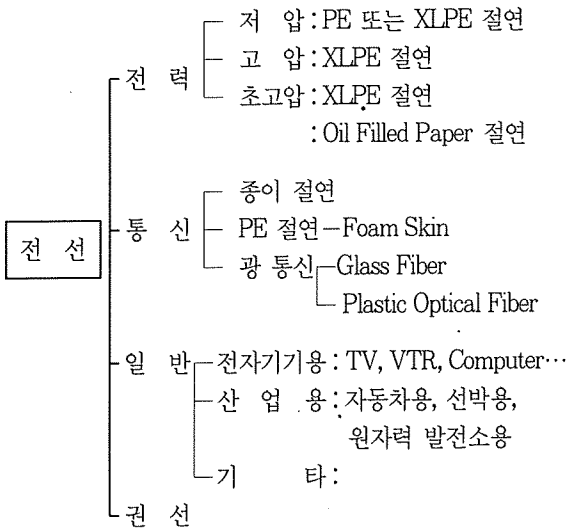 저 압 : PE 또는 XLPE 절연
전 력
고 압 : XLPE 절연
초고압 : XLPE 절연
: Oil Filled Paper 절연
종이 절연
전 선
통 신
PE 절연-Foam Skin
광 통신
Glass Fiber
Plastic Optical Fiber
일 반
전자기기용 : TV, VTR, Computer…
산 업 용 : 자동차용, 선박용,
원자력 발전소용
기 타 :
권 선